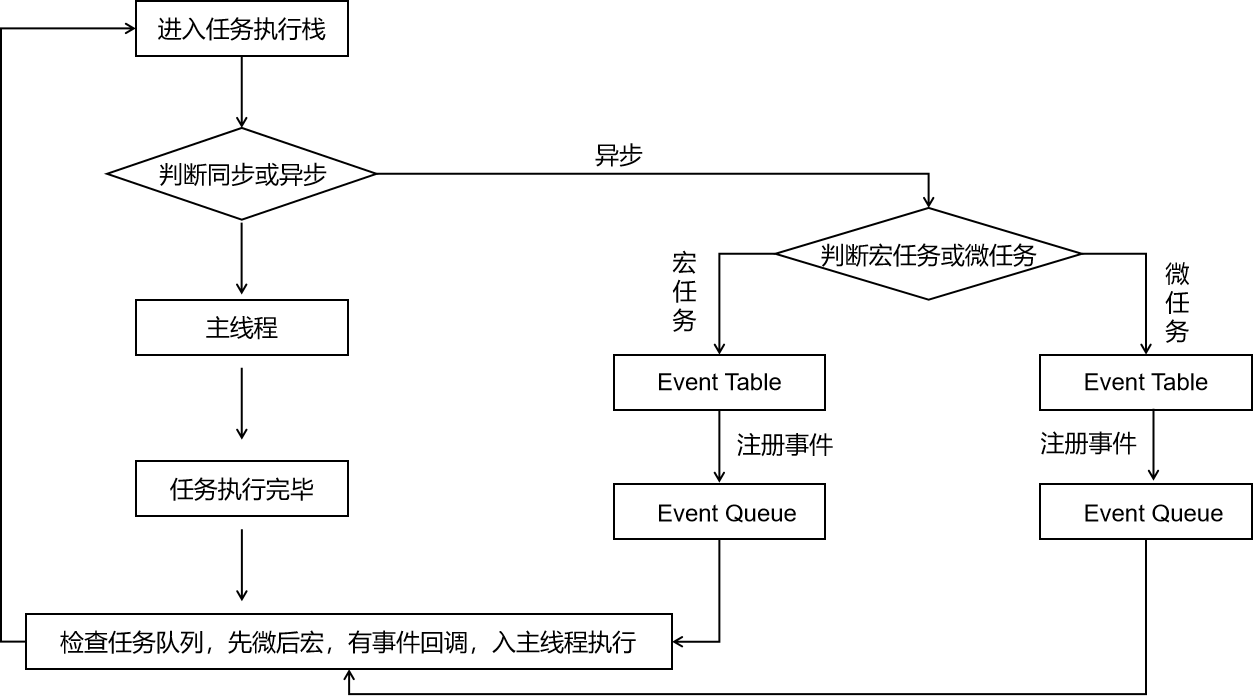 进入任务执行栈
判断同步或异步
异步
判断宏任务或微任务
宏任务
微任务
主线程
Event Table
Event Table
注册事件
注册事件
任务执行完毕
Event Queue
Event Queue
检查任务队列，先微后宏，有事件回调，入主线程执行